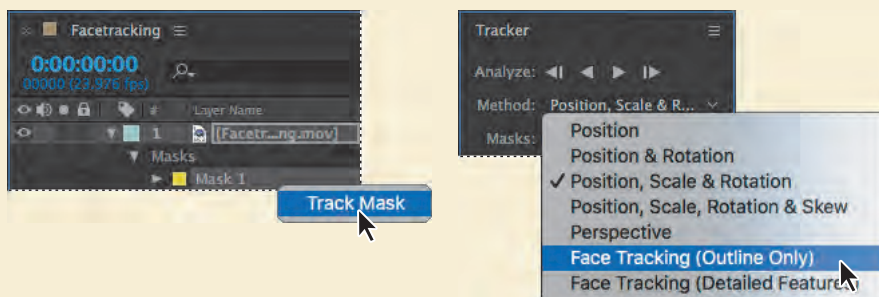 Facetracking
0:00:00:00
00000 (23.976 fps)
# Layer Name
1 [Facetr...ng.mov]
Masks
Mask 1
Track Mask
Tracker
Analyze:
Method: Position, Scale & R...
Masks:
Position
Position & Rotation
Position, Scale & Rotation
Position, Scale, Rotation & Skew
Perspective
Face Tracking (Outline Only)
Face Tracking (Detailed Features)